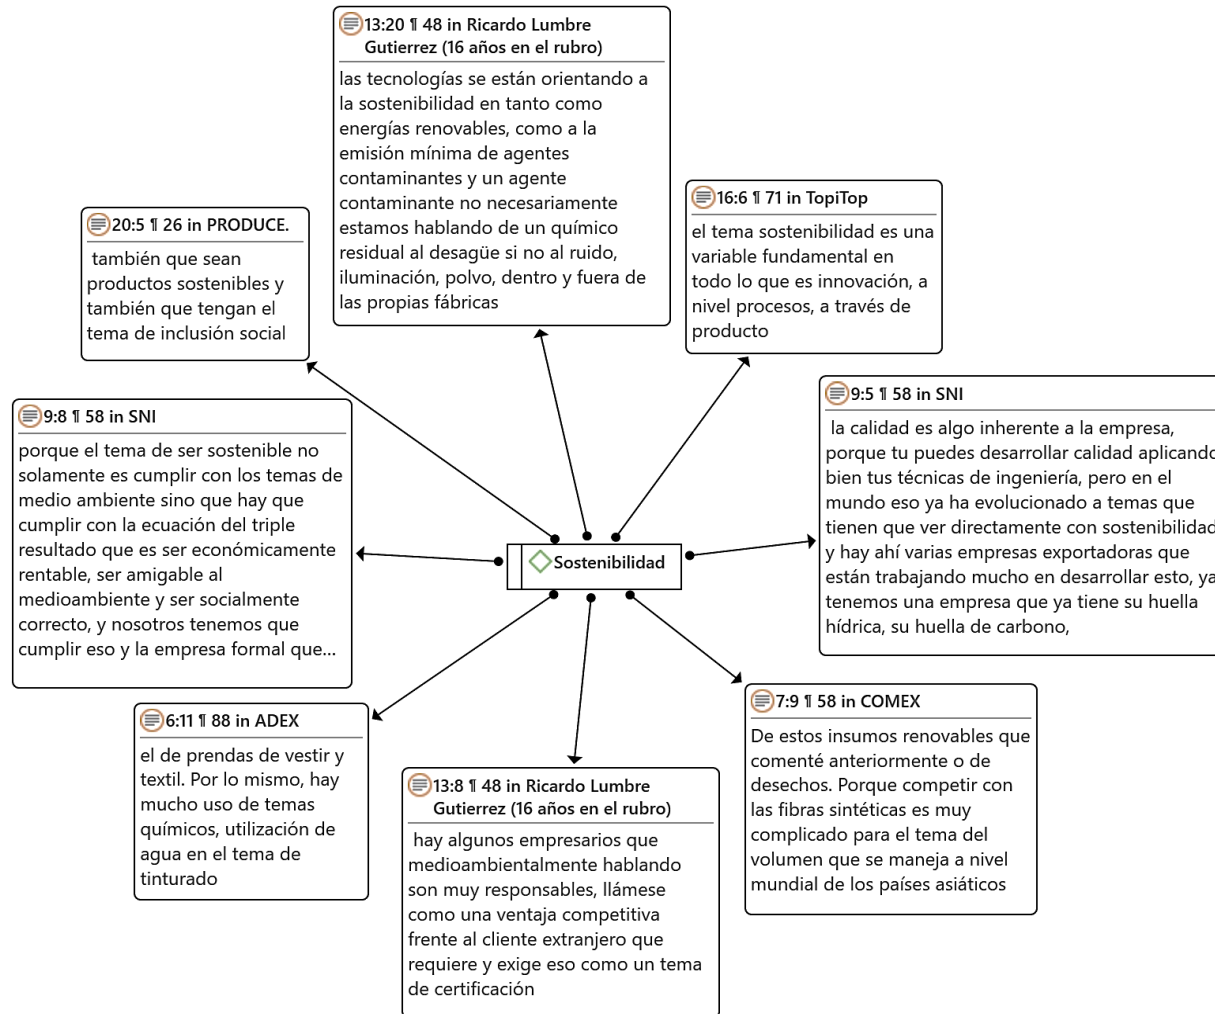 13:20 ¶ 48 in Ricardo Lumbre
Gutierrez (16 años en el rubro)
las tecnologías se están orientando a
la sostenibilidad en tanto como
energías renovables, como a la
emisión mínima de agentes
contaminantes y un agente
contaminante no necesariamente
estamos hablando de un químico
residual al desagüe si no al ruido,
iluminación, polvo, dentro y fuera de
las propias fábricas
16:6 ¶ 71 in TopiTop
el tema sostenibilidad es una
variable fundamental en
todo lo que es innovación, a
nivel procesos, a través de
producto
20:5 ¶ 26 in PRODUCE.
también que sean
productos sostenibles y
también que tengan el
tema de inclusión social
9:8 ¶ 58 in SNI
porque el tema de ser sostenible no
solamente es cumplir con los temas de
medio ambiente sino que hay que
cumplir con la ecuación del triple
resultado que es ser económicamente
rentable, ser amigable al
medioambiente y ser socialmente
correcto, y nosotros tenemos que
cumplir eso y la empresa formal que...
9:5 ¶ 58 in SNI
la calidad es algo inherente a la empresa,
porque tu puedes desarrollar calidad aplicando
bien tus técnicas de ingeniería, pero en el
mundo eso ya ha evolucionado a temas que
tienen que ver directamente con sostenibilidad
y hay ahí varias empresas exportadoras que
están trabajando mucho en desarrollar esto, ya
tenemos una empresa que ya tiene su huella
hídrica, su huella de carbono,
Sostenibilidad
6:11 ¶ 88 in ADEX
el de prendas de vestir y
textil. Por lo mismo, hay
mucho uso de temas
químicos, utilización de
agua en el tema de
tinturado
13:8 ¶ 48 in Ricardo Lumbre
Gutierrez (16 años en el rubro)
hay algunos empresarios que
medioambientalmente hablando
son muy responsables, llámese
como una ventaja competitiva
frente al cliente extranjero que
requiere y exige eso como un tema
de certificación
7:9 ¶ 58 in COMEX
De estos insumos renovables que
comenté anteriormente o de
desechos. Porque competir con
las fibras sintéticas es muy
complicado para el tema del
volumen que se maneja a nivel
mundial de los países asiáticos